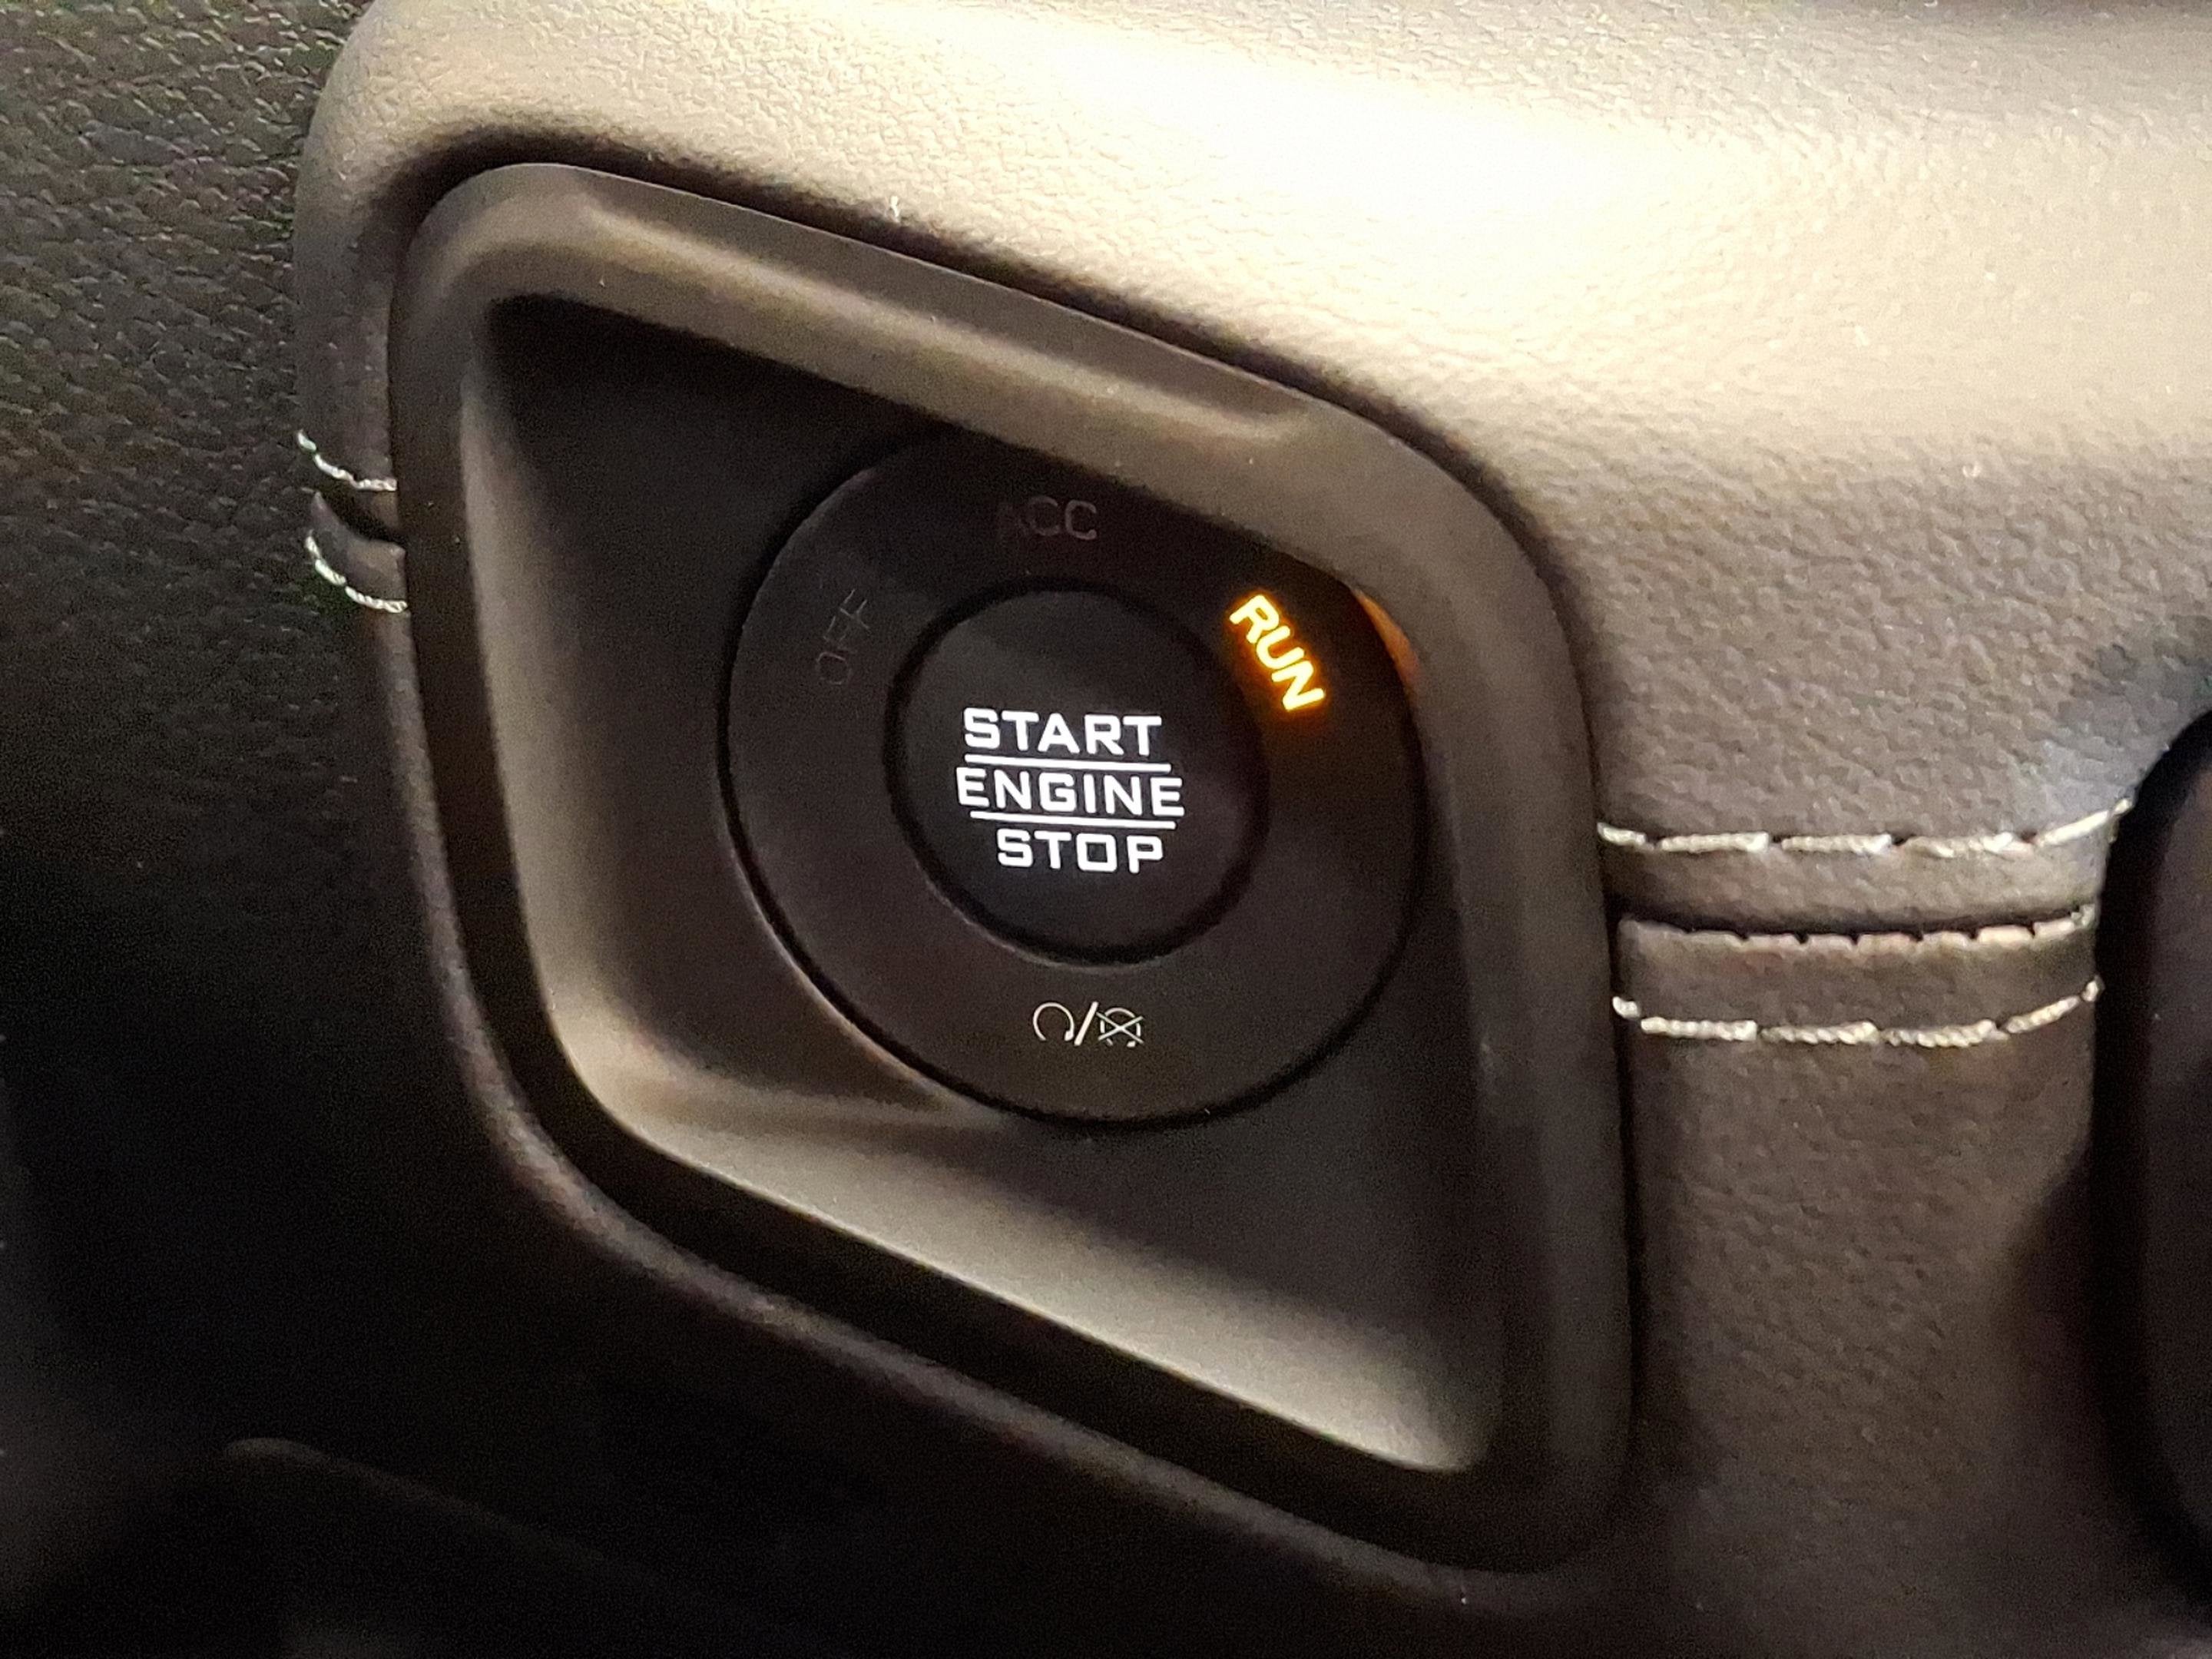 ACC
OFF
RUN
START
ENGINE
STOP